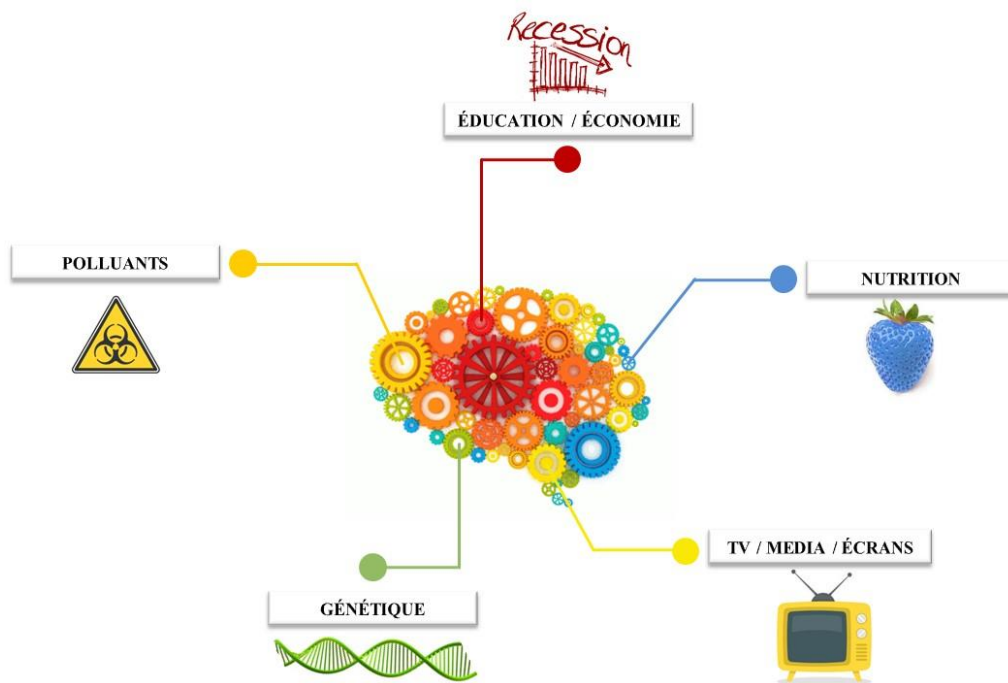 Recession
ÉDUCATION / ÉCONOMIE
POLLUANTS
NUTRITION
TV / MEDIA / ÉCRANS
GÉNÉTIQUE